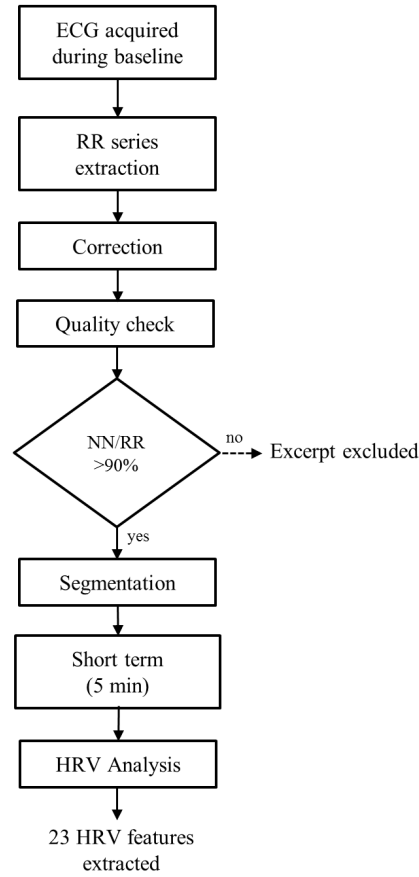 ECG acquired
during baseline
RR series
extraction
Correction
Quality check
NN/RR
>90%
no
Excerpt excluded
yes
Segmentation
Short term
(5 min)
HRV Analysis
23 HRV features
extracted